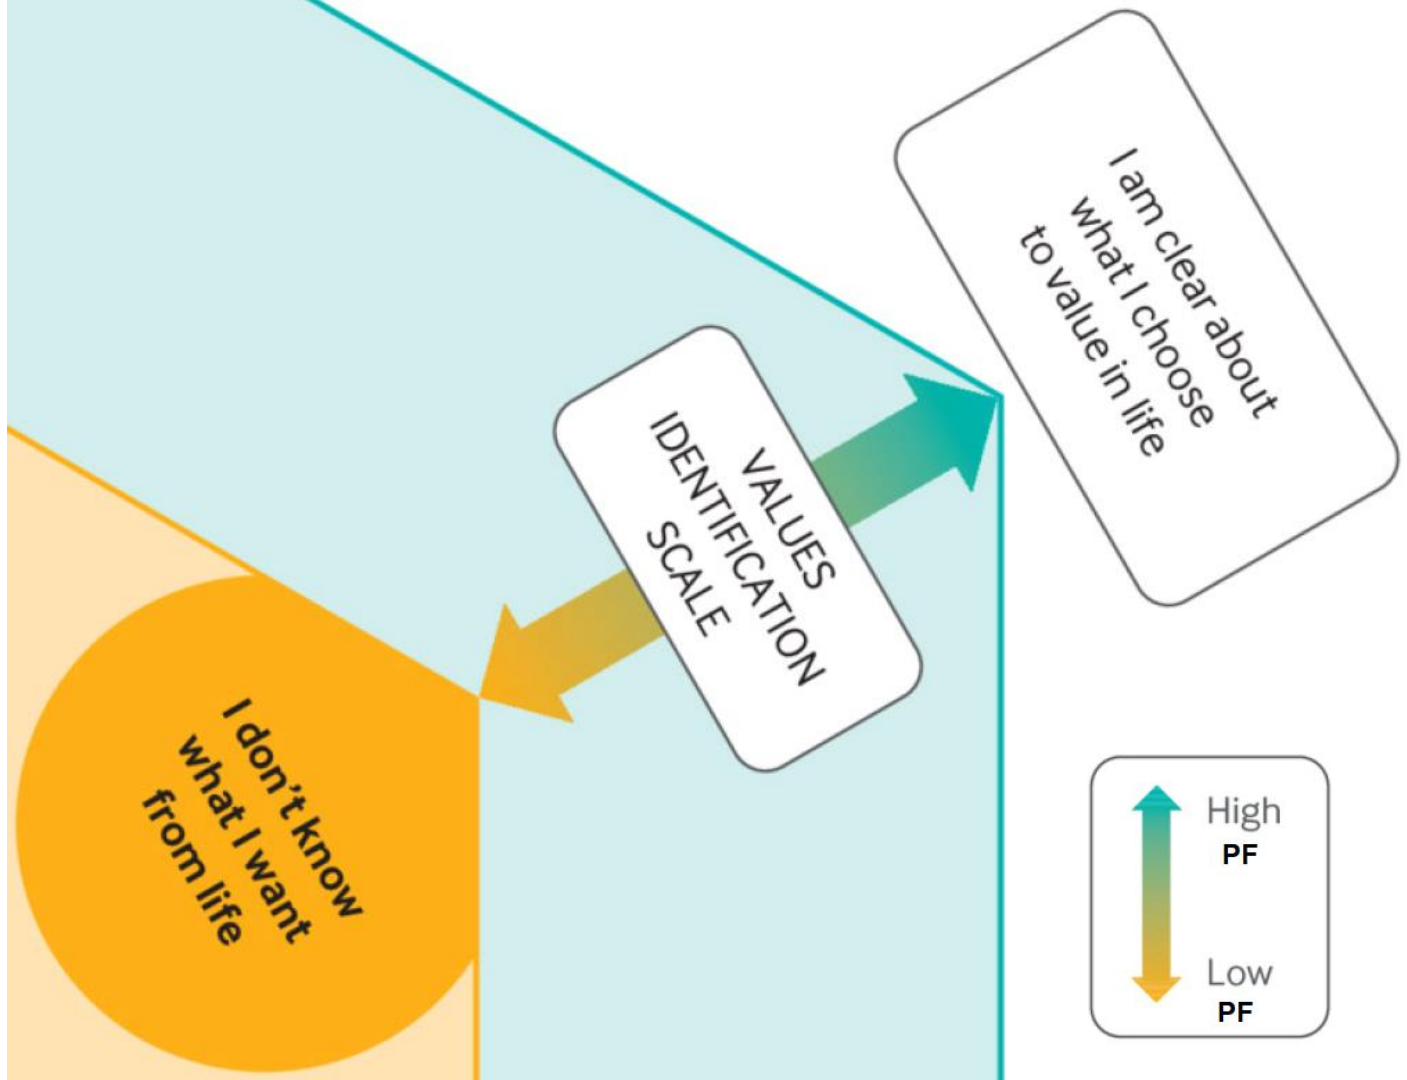 I am clear about
what I choose
to value in life
VALUES
IDENTIFICATION
SCALE
I don't know
what I want
from life
High
PF
Low
PF